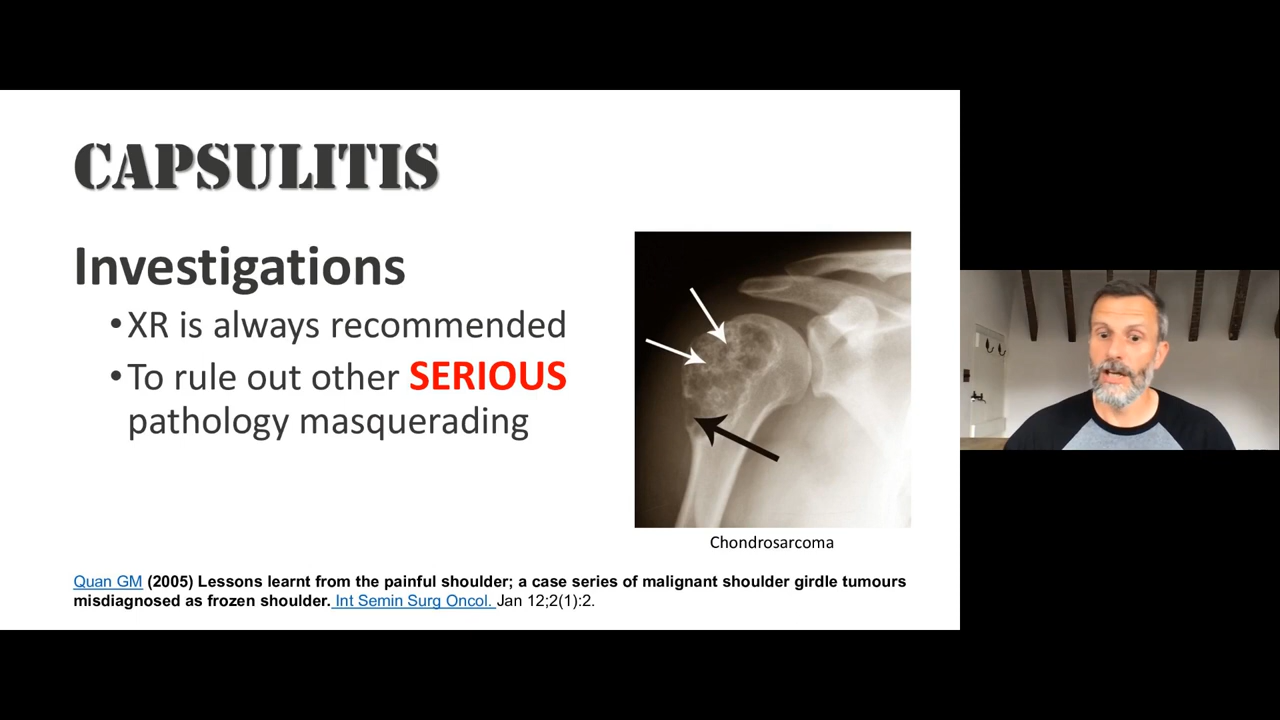 CAPSULITIS
Investigations
•XR is always recommended
•To rule out other SERIOUS
pathology masquerading
Chondrosarcoma
Quan GM (2005) Lessons learnt from the painful shoulder; a case series of malignant shoulder girdle tumours
misdiagnosed as frozen shoulder. Int Semin Surg Oncol. Jan 12;2(1):2.